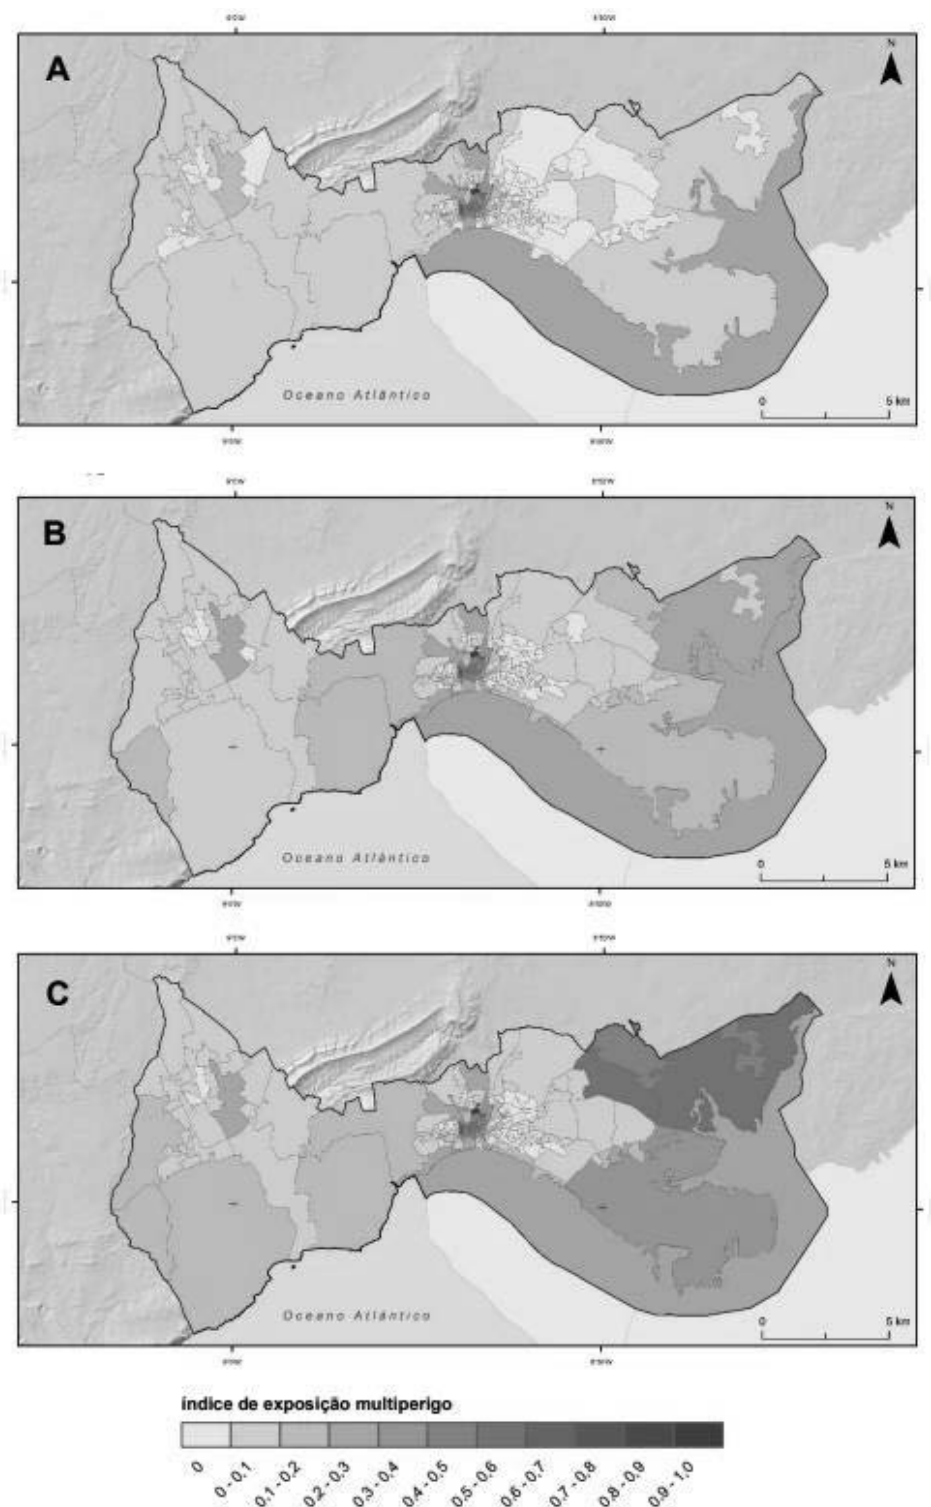 A
N
Oceano Atlântico
0 5 km
B
N
Oceano Atlântico
0 5 km
C
N
Oceano Atlântico
0 5 km
índice de exposição multiperigo
0
0 - 0,1
0,1 - 0,2
0,2 - 0,3
0,3 - 0,4
0,4 - 0,5
0,5 - 0,6
0,6 - 0,7
0,7 - 0,8
0,8 - 0,9
0,9 - 1,0